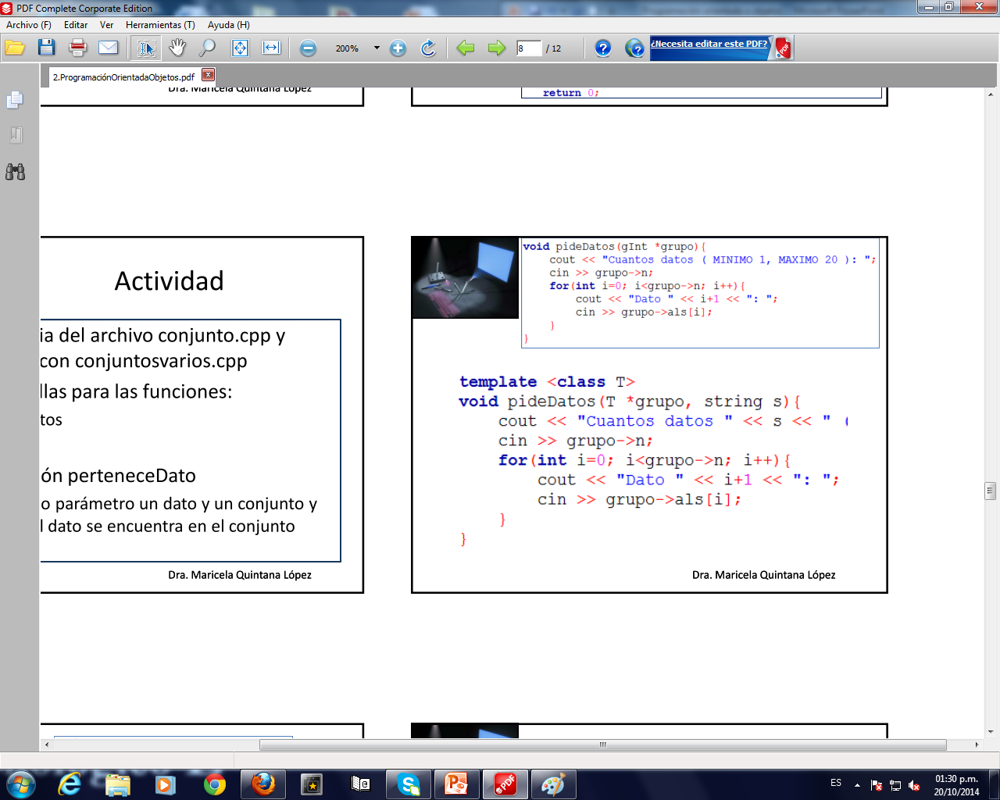 PDF Complete Corporate Edition
Archivo (F) Editar Ver Herramientas (T) Ayuda (H)
200% 8 / 12 ¿Necesita editar este PDF?
2.ProgramaciónOrientadaObjetos.pdf
Dra. Maricela Quintana López
return 0;
Actividad
ia del archivo conjunto.cpp y
con conjuntosvarios.cpp
llas para las funciones:
tos
ón perteneceDato
o parámetro un dato y un conjunto y
l dato se encuentra en el conjunto
Dra. Maricela Quintana López
void pideDatos(gInt *grupo){
cout << "Cuantos datos ( MINIMO 1, MAXIMO 20 ): ";
cin >> grupo->n;
for(int i=0; i<grupo->n; i++){
cout << "Dato " << i+1 << ": ";
cin >> grupo->als[i];
}
}
template <class T>
void pideDatos(T *grupo, string s){
cout << "Cuantos datos " << s << " (
cin >> grupo->n;
for(int i=0; i<grupo->n; i++){
cout << "Dato " << i+1 << ": ";
cin >> grupo->als[i];
}
}
Dra. Maricela Quintana López
ES 01:30 p.m.
20/10/2014